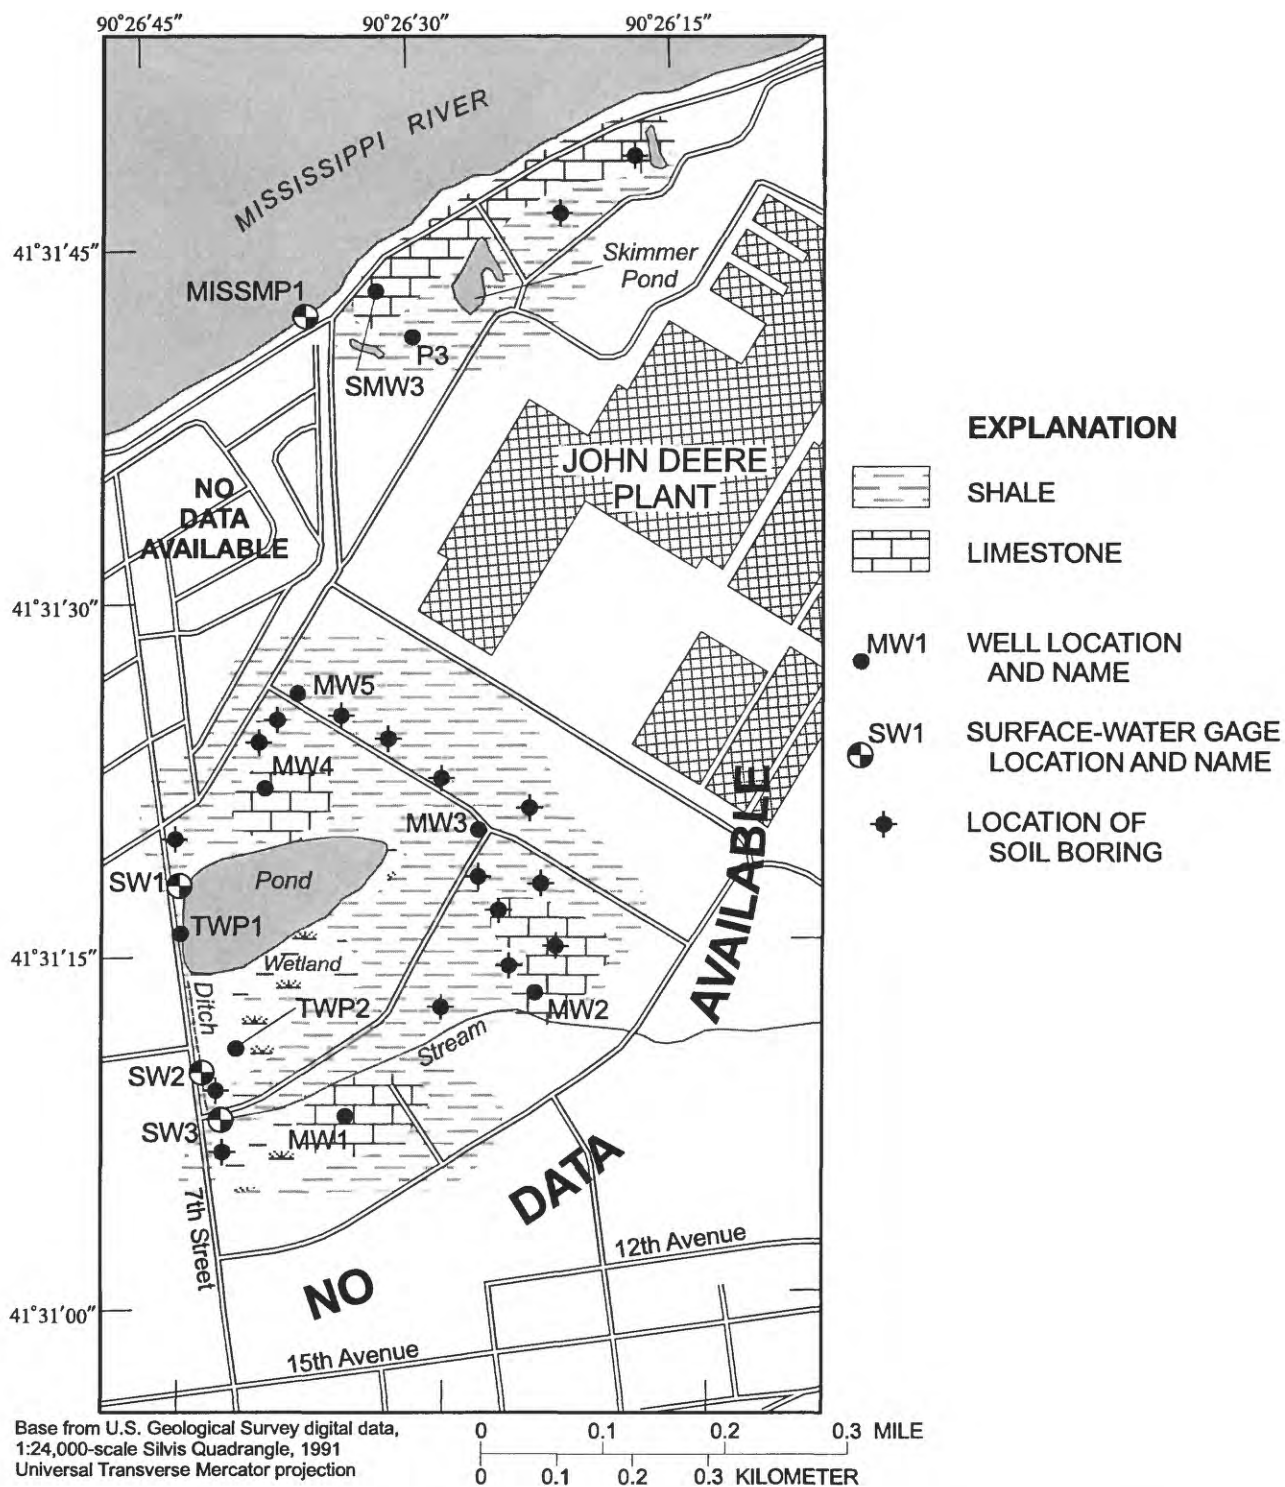 90°26′45″ 90°26′30″ 90°26′15″
MISSISSIPPI RIVER
41°31′45″
Skimmer
Pond
MISSMP1
P3
SMW3
EXPLANATION
JOHN DEERE
PLANT
SHALE
NO
DATA
AVAILABLE
LIMESTONE
41°31′30″
MW1 WELL LOCATION
AND NAME
MW5
SW1 SURFACE-WATER GAGE
LOCATION AND NAME
MW4
MW3
LOCATION OF
SOIL BORING
SW1
Pond
TWP1
41°31′15″
Wetland
Ditch
TWP2
MW2
Stream
SW2
SW3
MW1
7th Street
NO DATA AVAILABLE
12th Avenue
41°31′00″
15th Avenue
Base from U.S. Geological Survey digital data,
1:24,000-scale Silvis Quadrangle, 1991
Universal Transverse Mercator projection
0 0.1 0.2 0.3 MILE
0 0.1 0.2 0.3 KILOMETER